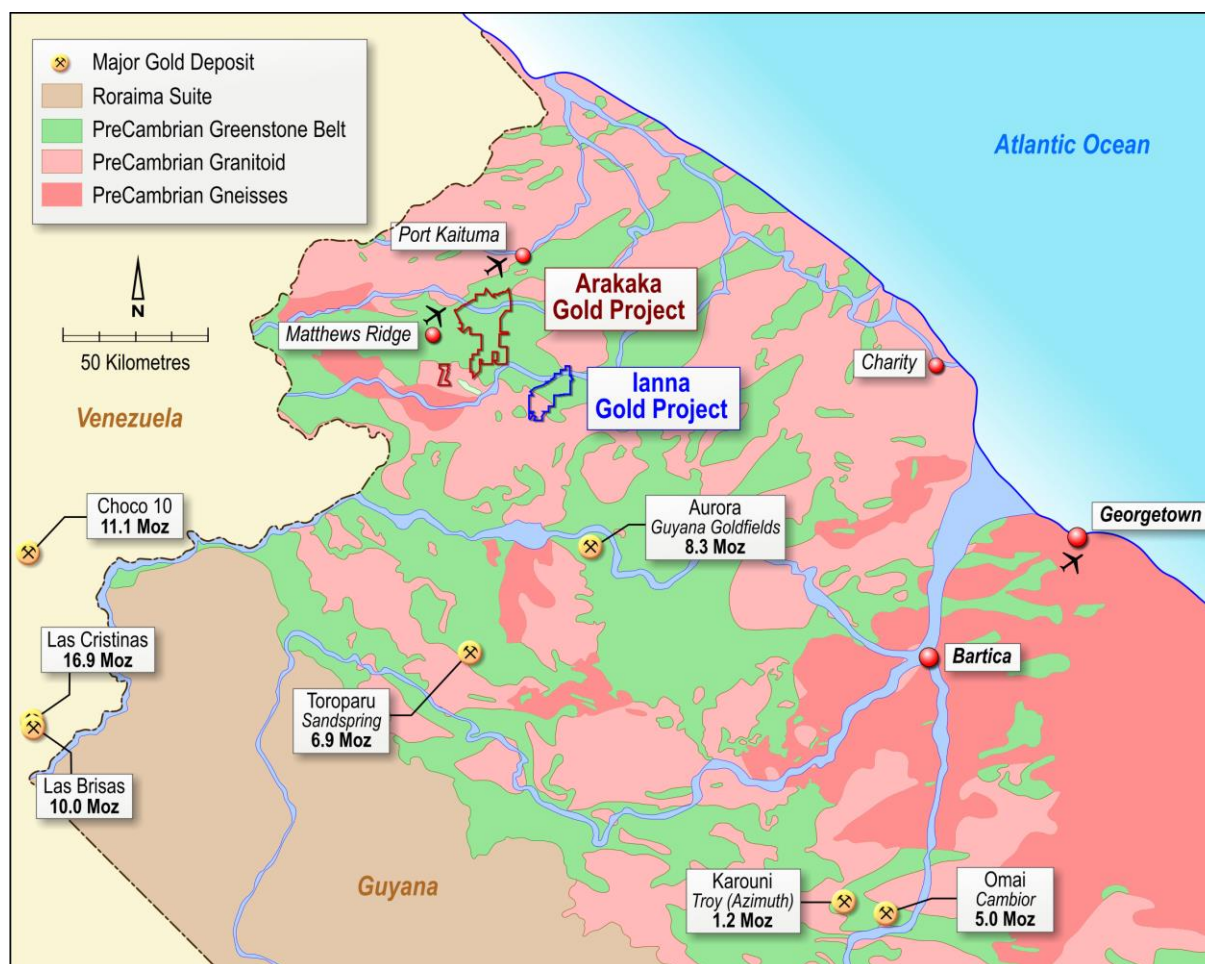 Major Gold Deposit
Roraima Suite
PreCambrian Greenstone Belt
PreCambrian Granitoid
PreCambrian Gneisses
N
50 Kilometres
Atlantic Ocean
Port Kaituma
Arakaka
Gold Project
Matthews Ridge
Ianna
Gold Project
Charity
Venezuela
Choco 10
11.1 Moz
Aurora
Guyana Goldfields
8.3 Moz
Georgetown
Las Cristinas
16.9 Moz
Bartica
Toroparu
Sandspring
6.9 Moz
Las Brisas
10.0 Moz
Guyana
Karouni
Troy (Azimuth)
1.2 Moz
Omai
Cambior
5.0 Moz